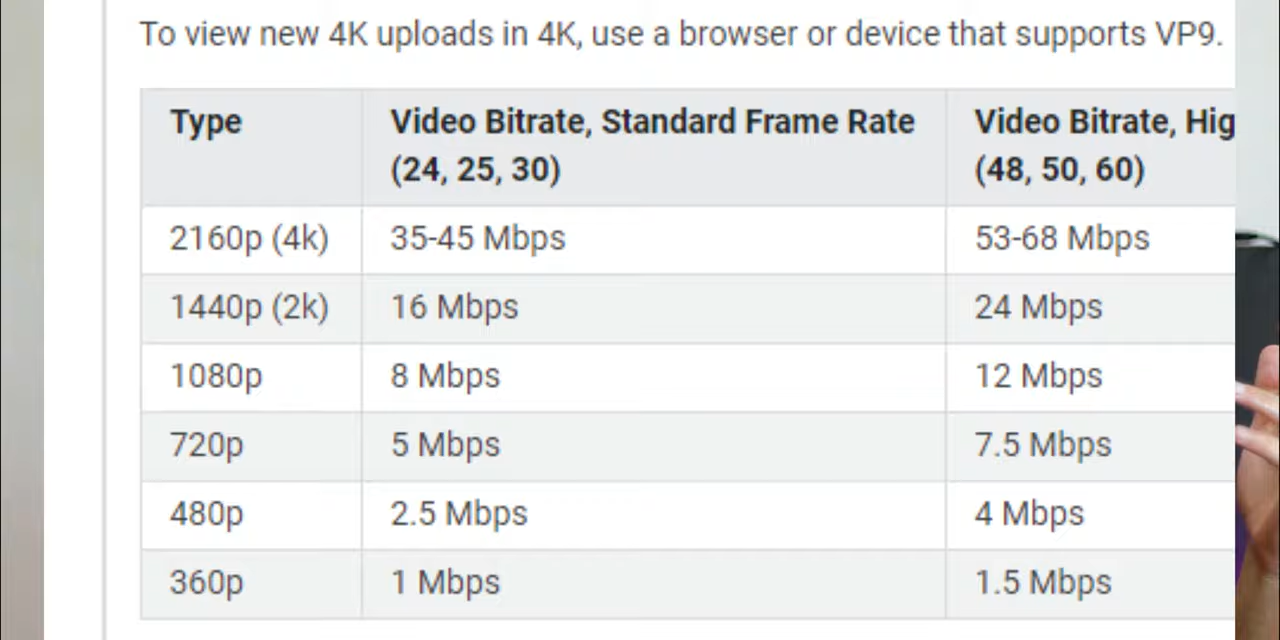 To view new 4K uploads in 4K, use a browser or device that supports VP9.
Type Video Bitrate, Standard Frame Rate Video Bitrate, Hig
(24, 25, 30) (48, 50, 60)
2160p (4k) 35-45 Mbps 53-68 Mbps
1440p (2k) 16 Mbps 24 Mbps
1080p 8 Mbps 12 Mbps
720p 5 Mbps 7.5 Mbps
480p 2.5 Mbps 4 Mbps
360p 1 Mbps 1.5 Mbps